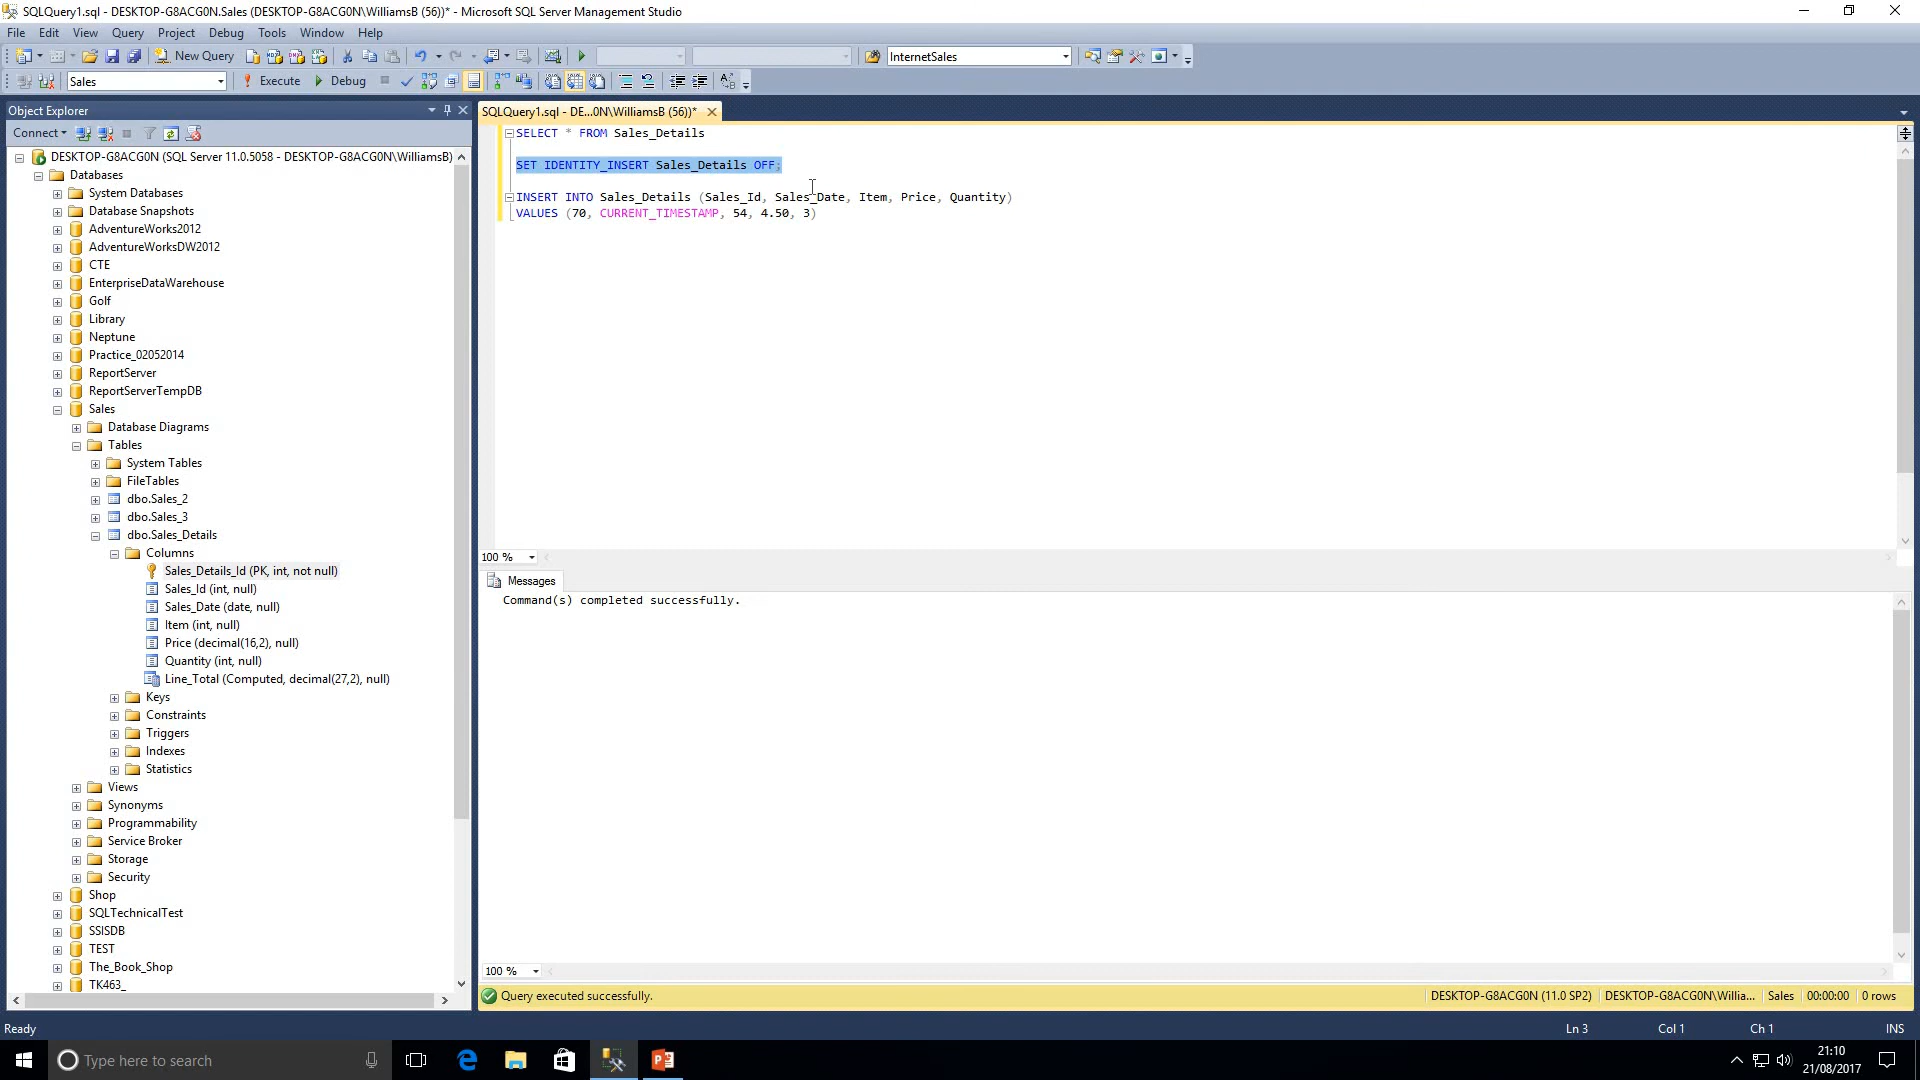 SQLQuery1.sql - DESKTOP-G8ACG0N.Sales (DESKTOP-G8ACG0N\WilliamsB (56))* - Microsoft SQL Server Management Studio
File Edit View Query Project Debug Tools Window Help
New Query InternetSales
Sales Execute Debug
Object Explorer
SQLQuery1.sql - DE...0N\WilliamsB (56))*
Connect
DESKTOP-G8ACG0N (SQL Server 11.0.5058 - DESKTOP-G8ACG0N\WilliamsB)
Databases
System Databases
Database Snapshots
AdventureWorks2012
AdventureWorksDW2012
CTE
EnterpriseDataWarehouse
Golf
Library
Neptune
Practice_02052014
ReportServer
ReportServerTempDB
Sales
Database Diagrams
Tables
System Tables
FileTables
dbo.Sales_2
dbo.Sales_3
dbo.Sales_Details
Columns
Sales_Details_Id (PK, int, not null)
Sales_Id (int, null)
Sales_Date (date, null)
Item (int, null)
Price (decimal(16,2), null)
Quantity (int, null)
Line_Total (Computed, decimal(27,2), null)
Keys
Constraints
Triggers
Indexes
Statistics
Views
Synonyms
Programmability
Service Broker
Storage
Security
Shop
SQLTechnicalTest
SSISDB
TEST
The_Book_Shop
TK463_
SELECT * FROM Sales_Details
SET IDENTITY_INSERT Sales_Details OFF;
INSERT INTO Sales_Details (Sales_Id, Sales_Date, Item, Price, Quantity)
VALUES (70, CURRENT_TIMESTAMP, 54, 4.50, 3)
100 %
Messages
Command(s) completed successfully.
100 %
Query executed successfully. DESKTOP-G8ACG0N (11.0 SP2) DESKTOP-G8ACG0N\Willia... Sales 00:00:00 0 rows
Ready Ln 3 Col 1 Ch 1 INS
Type here to search
21:10
21/08/2017